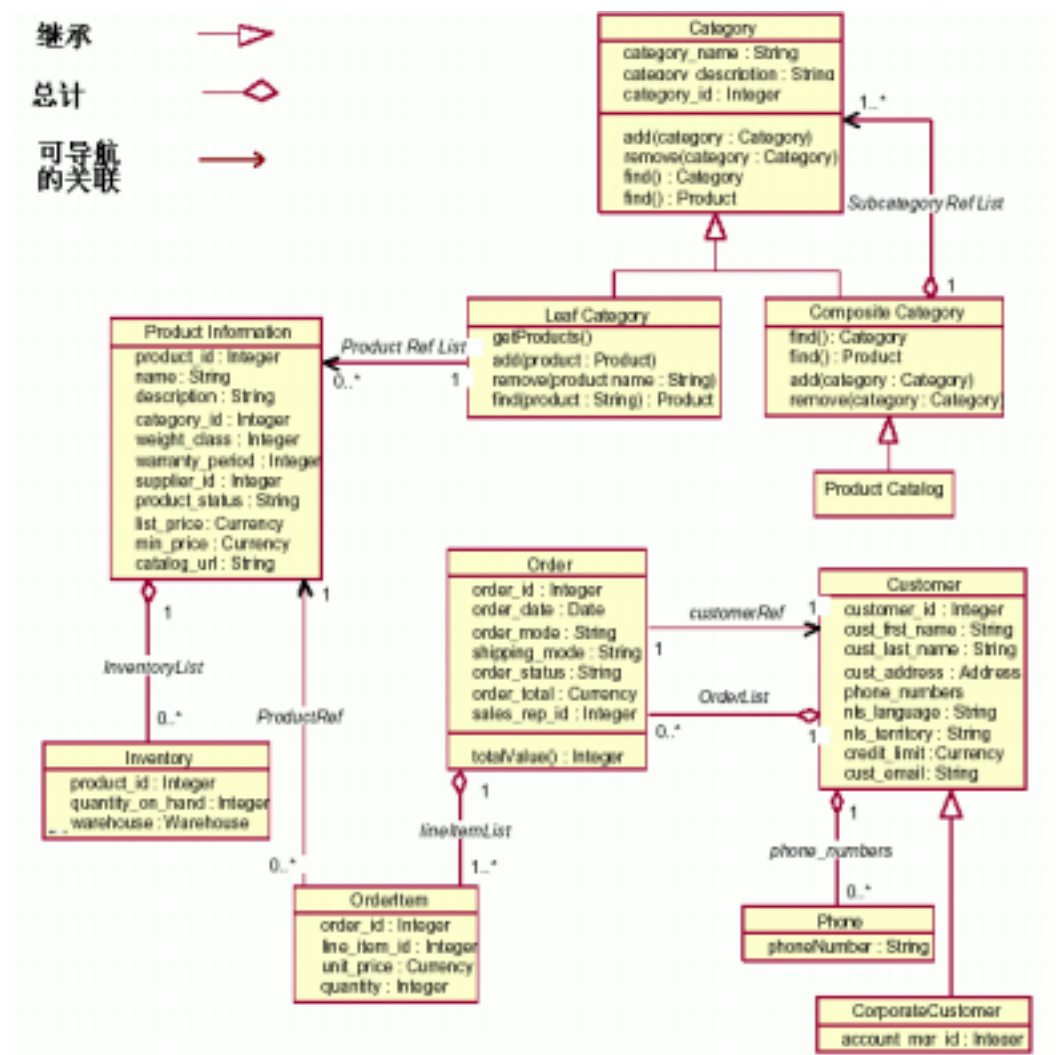 继承
总计
可导航
的关联
Category
category_name : String
category_description : String
category_id : Integer
add(category : Category)
remove(category : Category)
find() : Category
find() : Product
1..*
Subcategory Ref List
1
Leaf Category
getProducts()
add(product : Product)
remove(product name : String)
find(product : String) : Product
Composite Category
find(): Category
find() : Product
add(category : Category)
remove(category : Category)
Product Catalog
Product Ref List
0..*
1
Product Information
product_id : Integer
name : String
description : String
category_id : Integer
weight_class : Integer
warranty_period : Integer
supplier_id : Integer
product_status : String
list_price : Currency
min_price : Currency
catalog_url : String
1
1
InventoryList
0..*
ProductRef
0..*
Inventory
product_id : Integer
quantity_on_hand : Integer
warehouse : Warehouse
Order
order_id : Integer
order_date : Date
order_mode : String
shipping_mode : String
order_status : String
order_total : Currency
sales_rep_id : Integer
totalValue() : Integer
customerRef
1
1
OrderList
0..*
1
Customer
customer_id : Integer
cust_frst_name : String
cust_last_name : String
cust_address : Address
phone_numbers
nls_language : String
nls_territory : String
credit_limit : Currency
cust_email : String
1
lineItemList
1..*
OrderItem
order_id : Integer
line_item_id : Integer
unit_price : Currency
quantity : Integer
1
phone_numbers
0..*
Phone
phoneNumber : String
CorporateCustomer
account_mgr_id : Integer